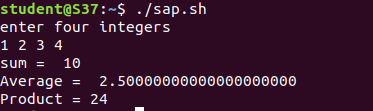 student@S37:~$ ./sap.sh
enter four integers
1 2 3 4
sum =  10
Average =  2.50000000000000000000
Product = 24